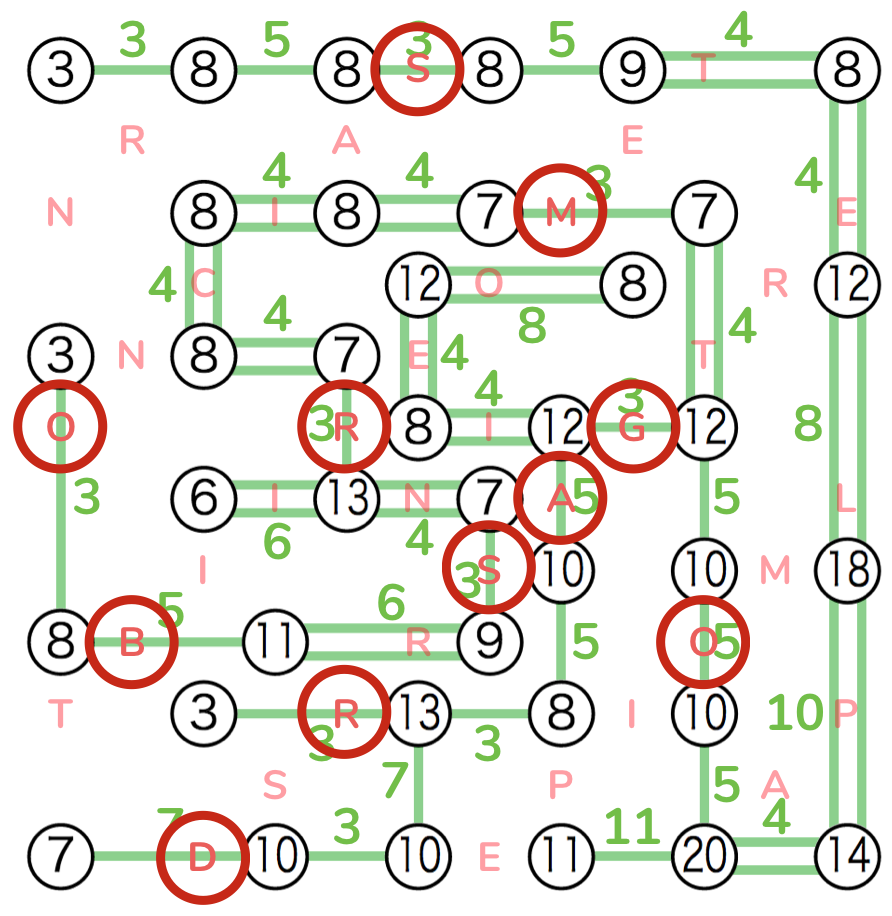 3 5 3 5 4
3 8 8 S 8 9 T 8
R A E
4 4 3 4
N 8 I 8 7 M 7 E
4 C 12 O 8 R 12
4 8 4
3 N 8 7 E 4 T
4 3 8
O 3 R 8 I 12 G 12
3 6 I 13 N 7 A 5 5 L
6 4
I 3 S 10 10 M 18
5 6
8 B 11 R 9 5 O 5
T 3 R 13 8 I 10 10 P
3 3
S 7 P 5 A
7 3 11 4
7 D 10 10 E 11 20 14